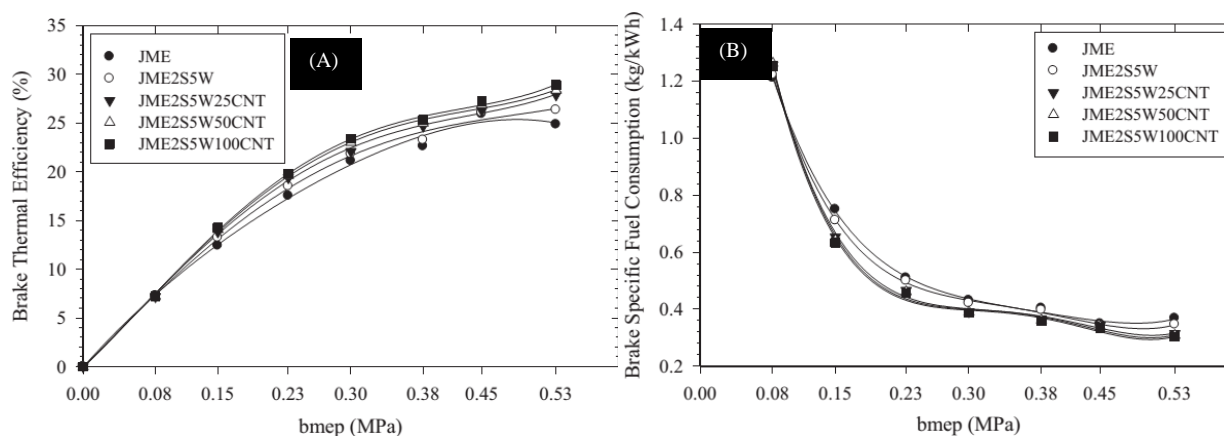 (A)
Brake Thermal Efficiency (%)
35
30
25
20
15
10
5
0
JME
JME2S5W
JME2S5W25CNT
JME2S5W50CNT
JME2S5W100CNT
0.00 0.08 0.15 0.23 0.30 0.38 0.45 0.53
bmep (MPa)
(B)
Brake Specific Fuel Consumption (kg/kWh)
1.4
1.2
1.0
0.8
0.6
0.4
0.2
JME
JME2S5W
JME2S5W25CNT
JME2S5W50CNT
JME2S5W100CNT
0.00 0.08 0.15 0.23 0.30 0.38 0.45 0.53
bmep (MPa)